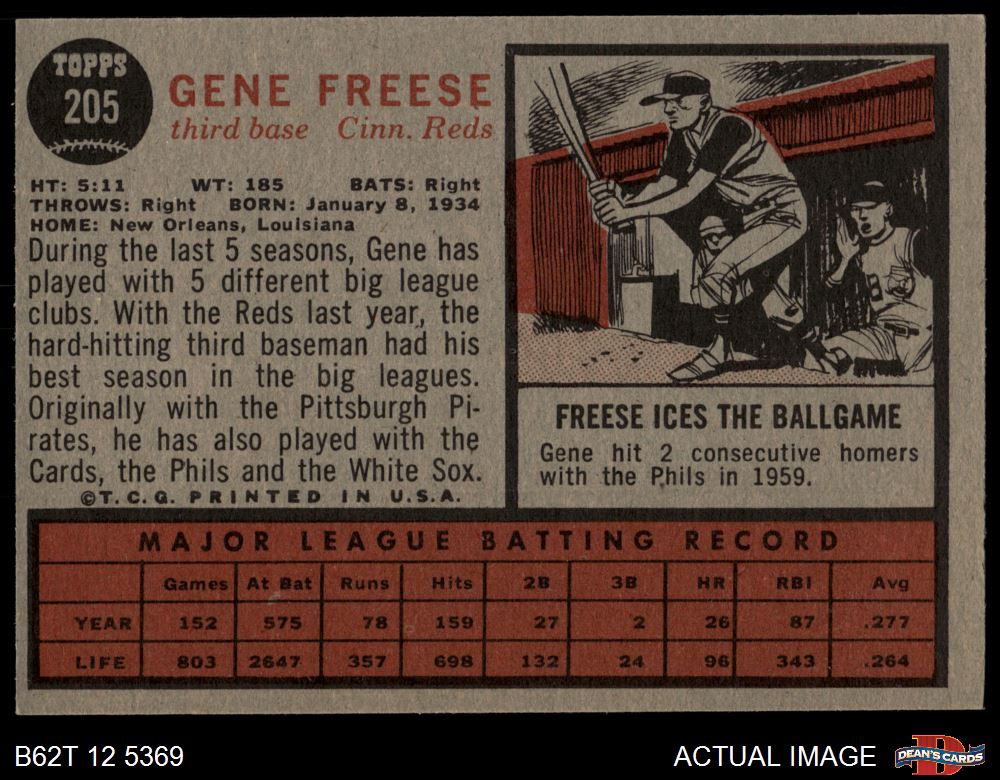 TOPPS
205
GENE FREESE
third base Cinn. Reds
HT: 5:11 WT: 185 BATS: Right
THROWS: Right BORN: January 8, 1934
HOME: New Orleans, Louisiana
During the last 5 seasons, Gene has
played with 5 different big league
clubs. With the Reds last year, the
hard-hitting third baseman had his
best season in the big leagues.
Originally with the Pittsburgh Pi-
rates, he has also played with the
Cards, the Phils and the White Sox.
©T.C.G. PRINTED IN U.S.A.
FREESE ICES THE BALLGAME
Gene hit 2 consecutive homers
with the Phils in 1959.
MAJOR LEAGUE BATTING RECORD
Games At Bat Runs Hits 2B 3B HR RBI Avg
YEAR 152 575 78 159 27 2 26 87 .277
LIFE 803 2647 357 698 132 24 96 343 .264
B62T 12 5369
ACTUAL IMAGE
DEAN'S CARDS